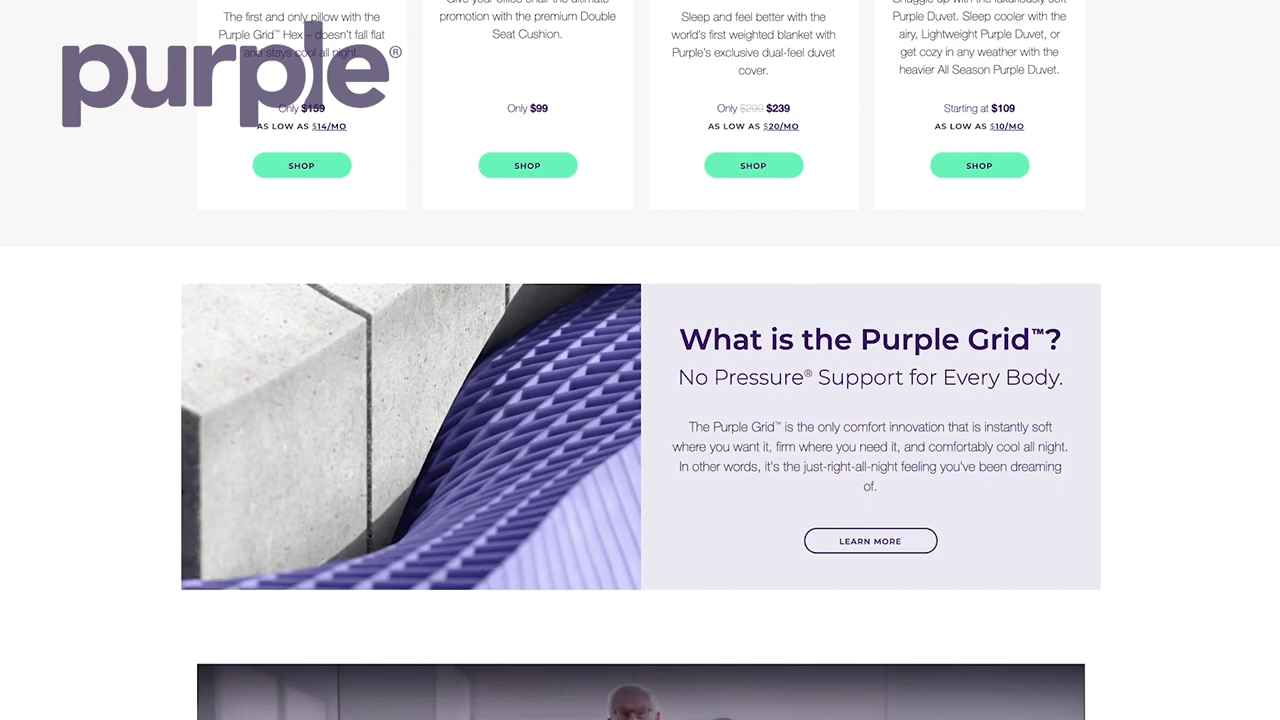 purple®
The first and only pillow with the
Purple Grid™ Hex – doesn't fall flat
and stays cool all night.
Only $159
AS LOW AS $14/MO
SHOP
Give your office chair the ultimate
promotion with the premium Double
Seat Cushion.
Only $99
SHOP
Sleep and feel better with the
world's first weighted blanket with
Purple's exclusive dual-feel duvet
cover.
Only $299 $239
AS LOW AS $20/MO
SHOP
Snuggle up with the luxuriously soft
Purple Duvet. Sleep cooler with the
airy, Lightweight Purple Duvet, or
get cozy in any weather with the
heavier All Season Purple Duvet.
Starting at $109
AS LOW AS $10/MO
SHOP
What is the Purple Grid™?
No Pressure® Support for Every Body.
The Purple Grid™ is the only comfort innovation that is instantly soft
where you want it, firm where you need it, and comfortably cool all night.
In other words, it's the just-right-all-night feeling you've been dreaming
of.
LEARN MORE